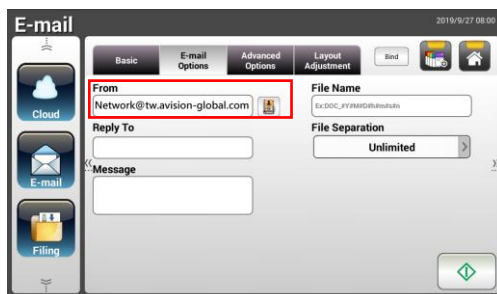 E-mail
2019/9/27 08:00
Basic
E-mail
Options
Advanced
Options
Layout
Adjustment
Bind
Cloud
E-mail
Filing
From
Network@tw.avision-global.com
Reply To
Message
File Name
File Separation
Unlimited